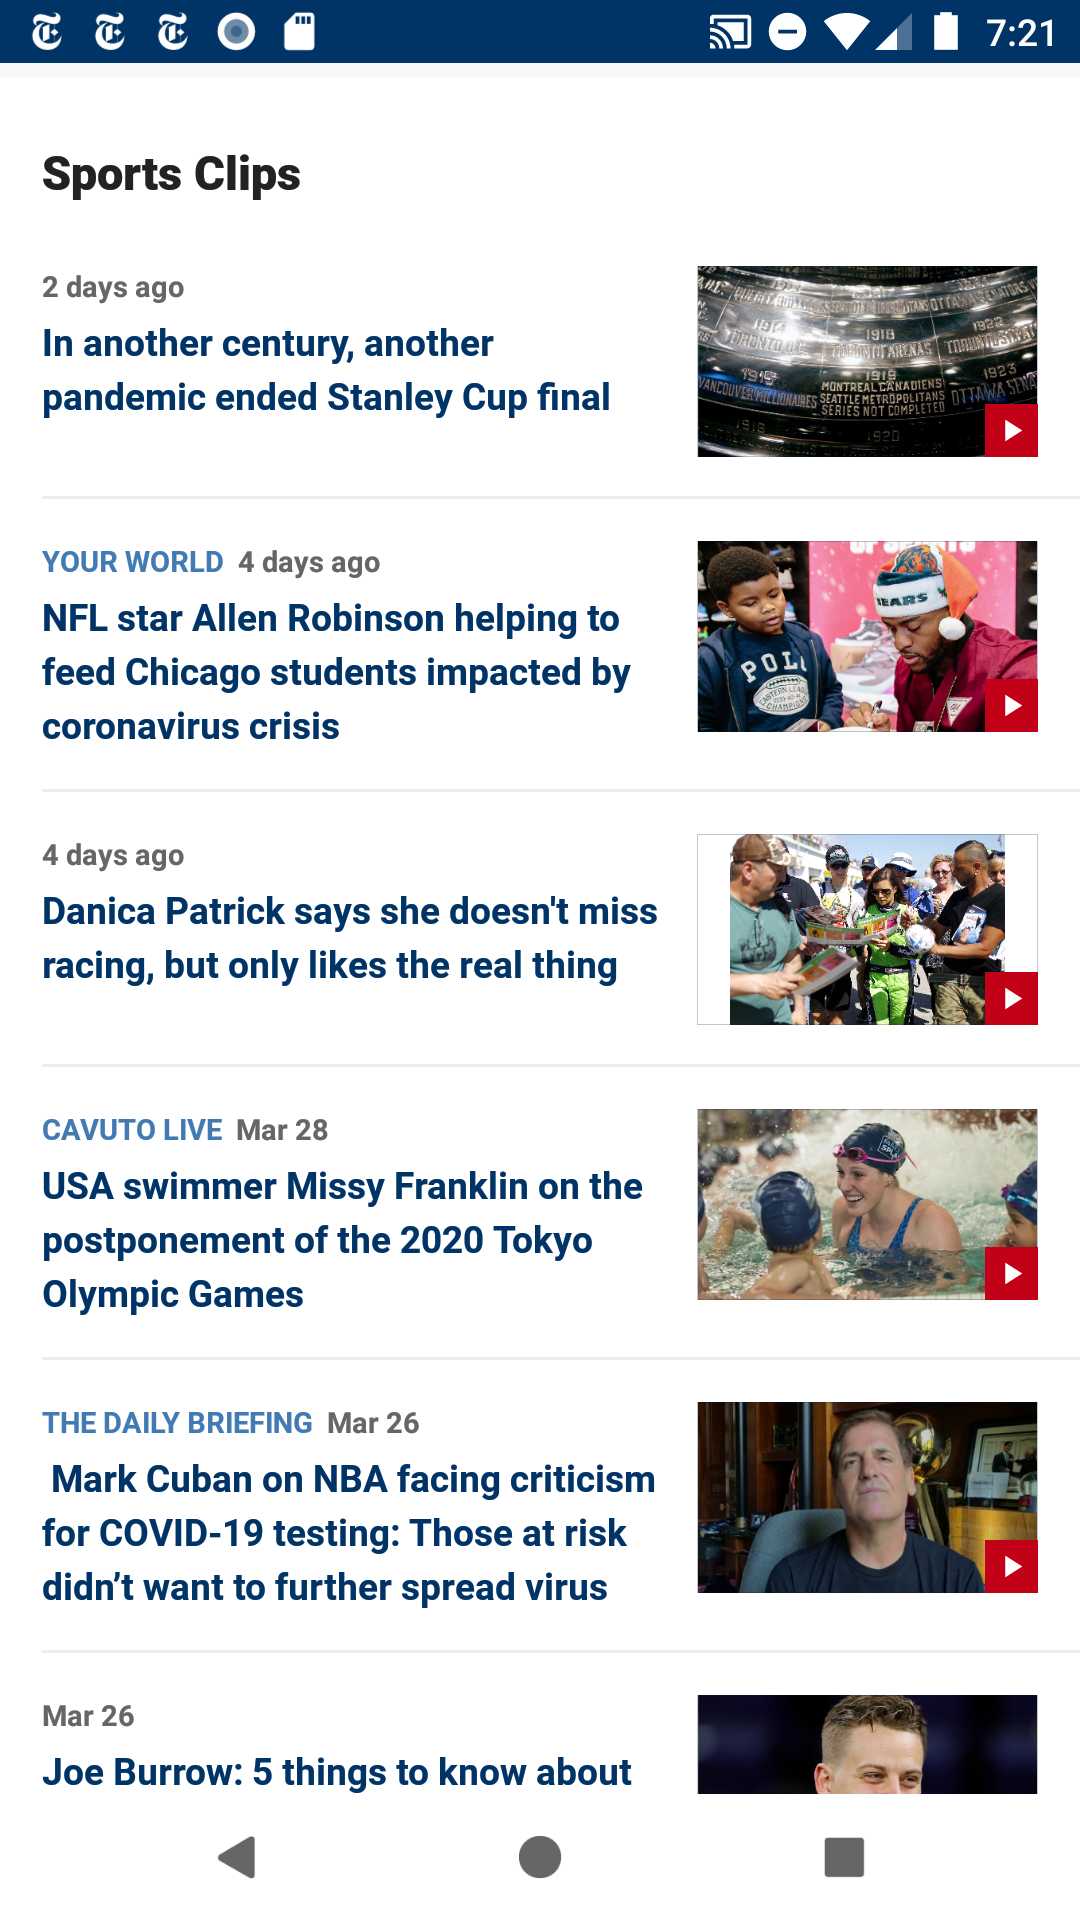 7:21
Sports Clips
2 days ago
In another century, another
pandemic ended Stanley Cup final
1914
TORONTO
1918
TORONTO ARENAS
1922
1915
VANCOUVER MILLIONAIRES
1919
MONTREAL CANADIENS
SEATTLE METROPOLITANS
SERIES NOT COMPLETED
1923
OTTAWA SENA
1916
1920
YOUR WORLD 4 days ago
NFL star Allen Robinson helping to
feed Chicago students impacted by
coronavirus crisis
BEARS
POL
4 days ago
Danica Patrick says she doesn't miss
racing, but only likes the real thing
CAVUTO LIVE Mar 28
USA swimmer Missy Franklin on the
postponement of the 2020 Tokyo
Olympic Games
THE DAILY BRIEFING Mar 26
Mark Cuban on NBA facing criticism
for COVID-19 testing: Those at risk
didn’t want to further spread virus
Mar 26
Joe Burrow: 5 things to know about